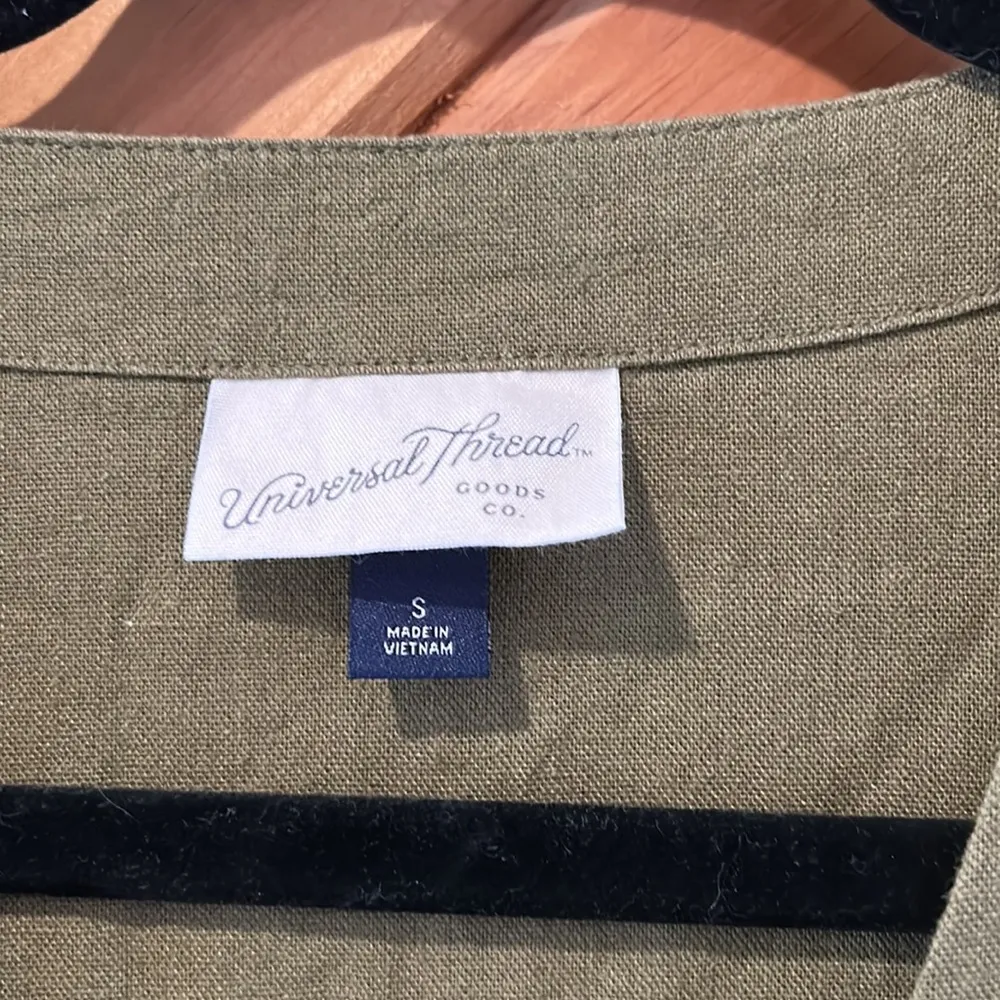 Universal Thread™
GOODS
CO.
S
MADE IN
VIETNAM